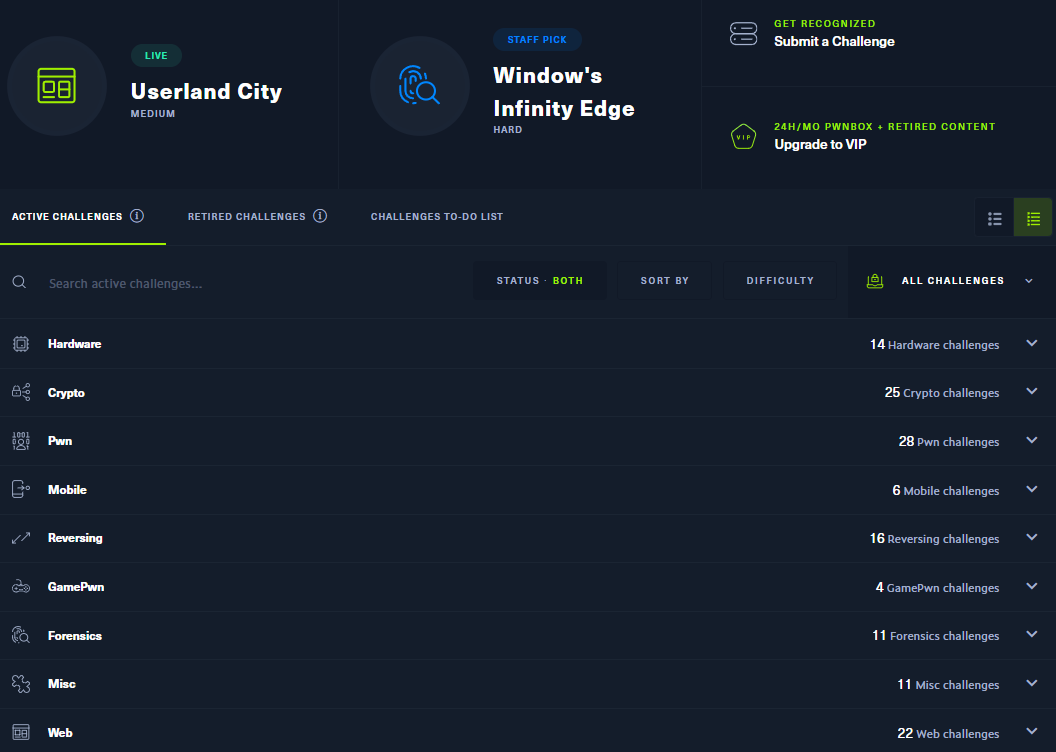 LIVE
Userland City
MEDIUM
STAFF PICK
Window's
Infinity Edge
HARD
GET RECOGNIZED
Submit a Challenge
VIP
24H/MO PWNBOX + RETIRED CONTENT
Upgrade to VIP
ACTIVE CHALLENGES i
RETIRED CHALLENGES i
CHALLENGES TO-DO LIST
Search active challenges...
STATUS · BOTH
SORT BY
DIFFICULTY
ALL CHALLENGES
Hardware 14 Hardware challenges
Crypto 25 Crypto challenges
Pwn 28 Pwn challenges
Mobile 6 Mobile challenges
Reversing 16 Reversing challenges
GamePwn 4 GamePwn challenges
Forensics 11 Forensics challenges
Misc 11 Misc challenges
Web 22 Web challenges